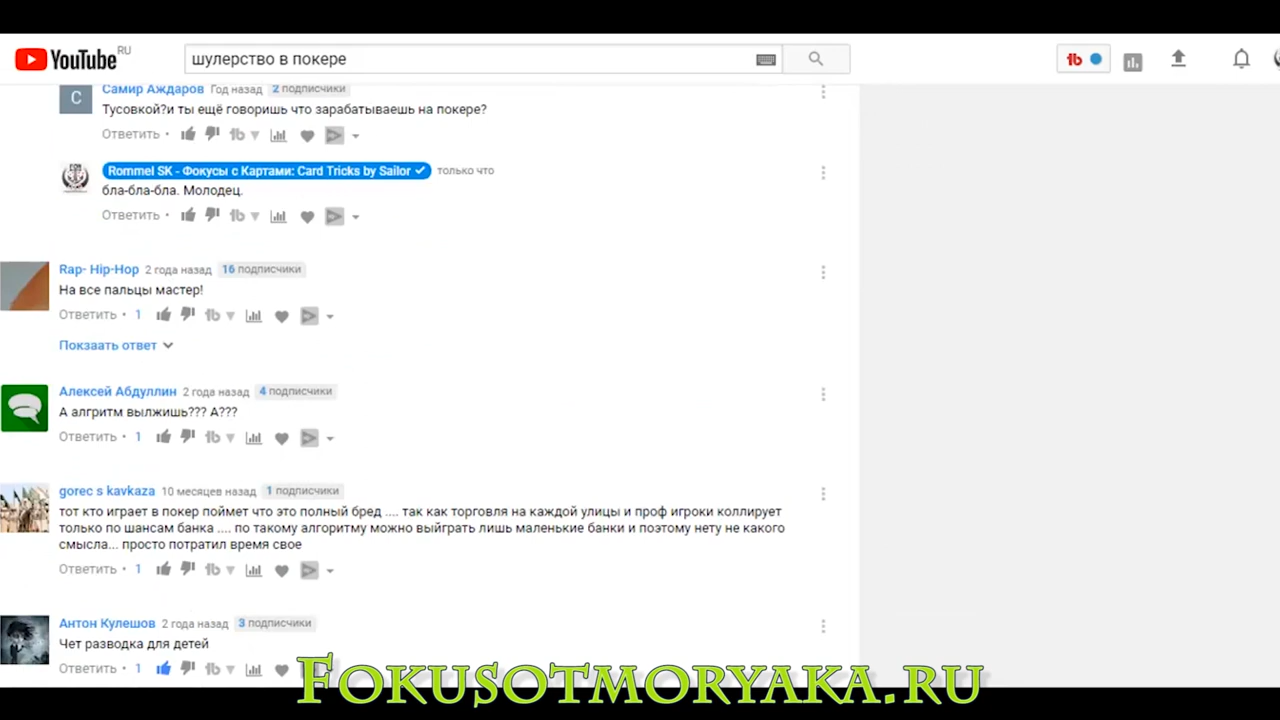 YouTube RU
шулерство в покере
Самир Аждаров Год назад 2 подписчики
Тусовкой?и ты ещё говоришь что зарабатываешь на покере?
Ответить •
Rommel SK - Фокусы с Картами: Card Tricks by Sailor только что
бла-бла-бла. Молодец.
Ответить •
Rap- Hip-Hop 2 года назад 16 подписчики
На все пальцы мастер!
Ответить • 1
Покзаать ответ
Алексей Абдуллин 2 года назад 4 подписчики
А алгритм вылжишь??? А???
Ответить • 1
gorec s kavkaza 10 месяцев назад 1 подписчики
тот кто играет в покер поймет что это полный бред .... так как торговля на каждой улицы и проф игроки коллирует
только по шансам банка .... по такому алгоритму можно выйграть лишь маленькие банки и поэтому нету не какого
смысла... просто потратил время свое
Ответить • 1
Антон Кулешов 2 года назад 3 подписчики
Чет разводка для детей
Ответить • 1
Fokusotmoryaka.ru